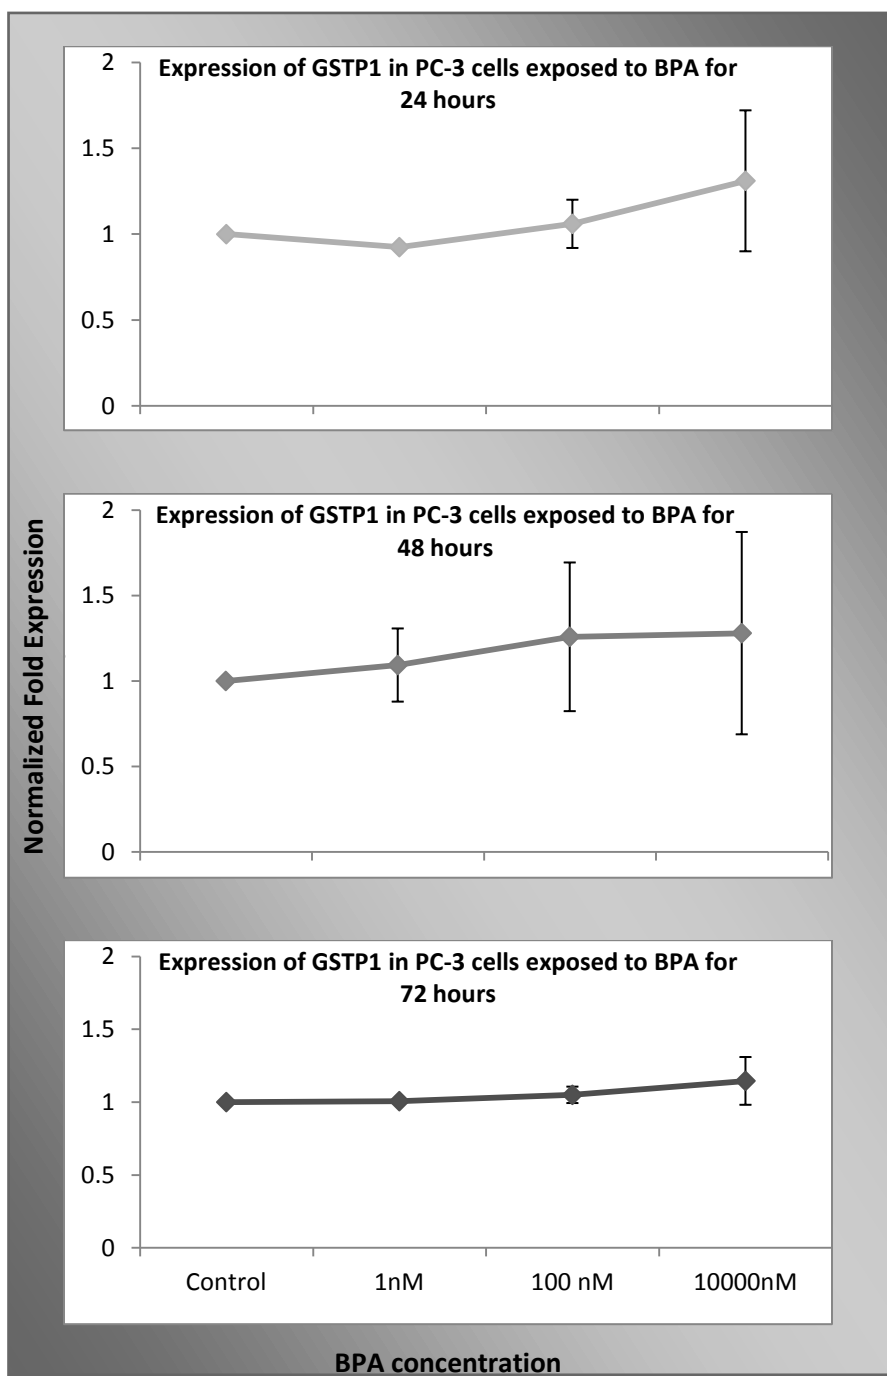 Normalized Fold Expression
Expression of GSTP1 in PC-3 cells exposed to BPA for
24 hours
2
1.5
1
0.5
0
Expression of GSTP1 in PC-3 cells exposed to BPA for
48 hours
2
1.5
1
0.5
0
Expression of GSTP1 in PC-3 cells exposed to BPA for
72 hours
2
1.5
1
0.5
0
Control 1nM 100 nM 10000nM
BPA concentration